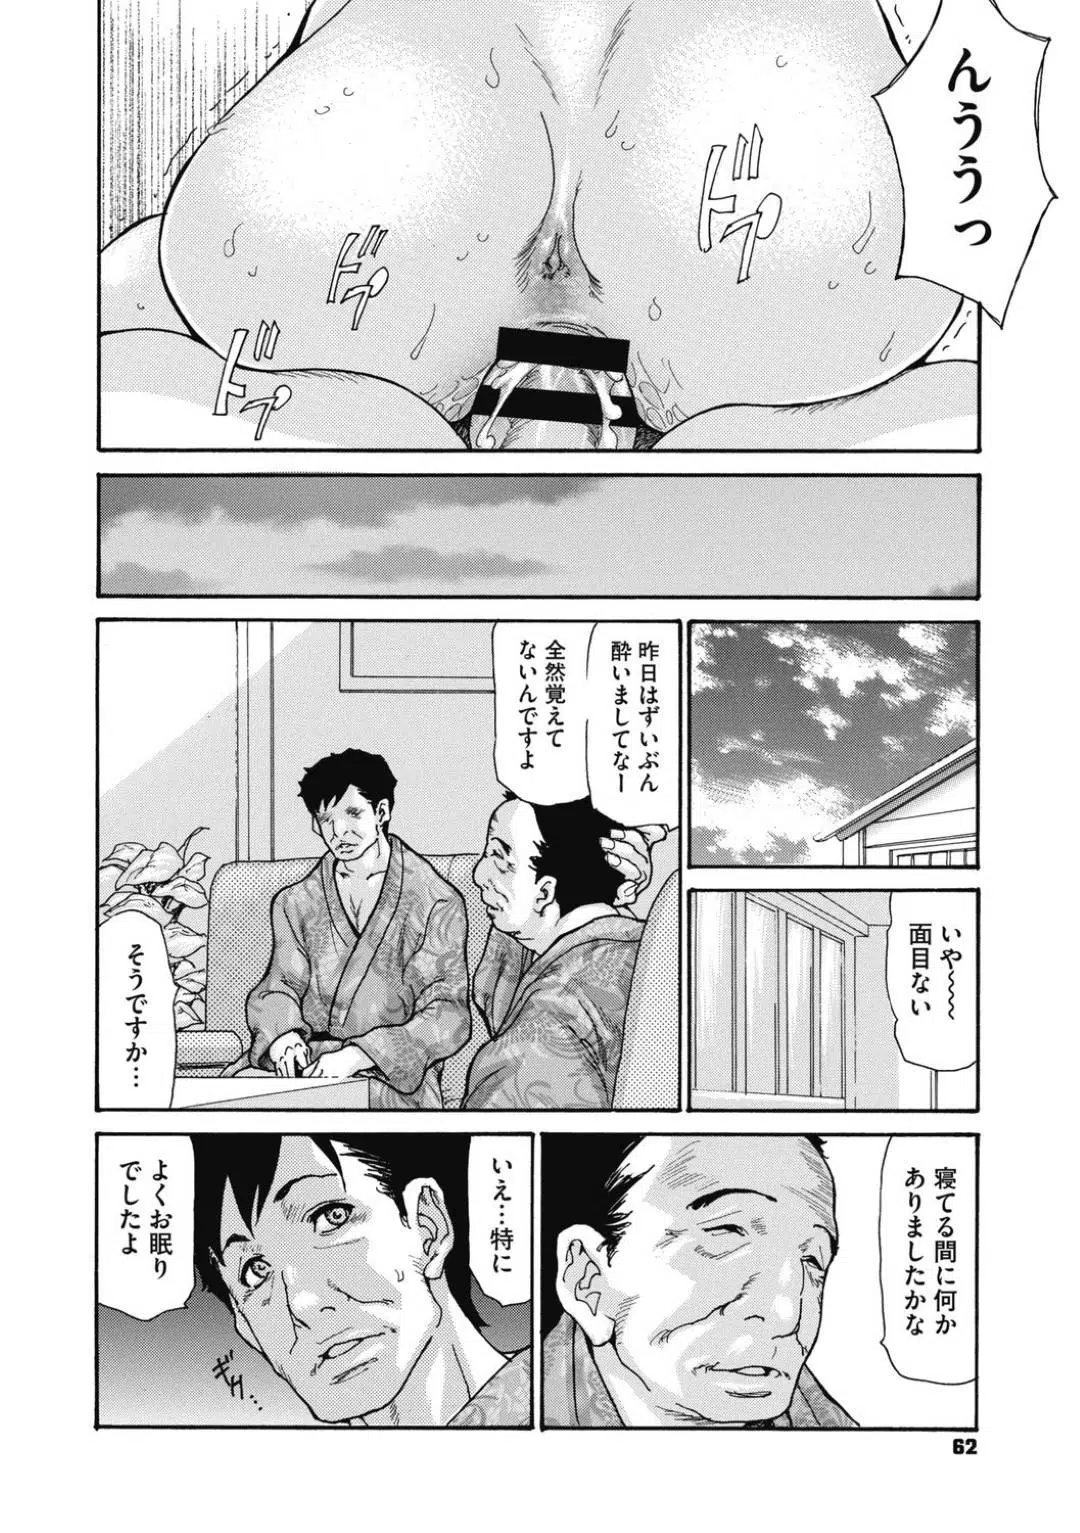 んううっ
ドプ
ドプ
ドプ
いや～～～
面目ない
昨日はずいぶん
酔いましてなー
全然覚えて
ないんですよ
そうですか…
寝てる間に何か
ありましたかな
いえ…特に
よくお眠り
でしたよ
ギク…
62